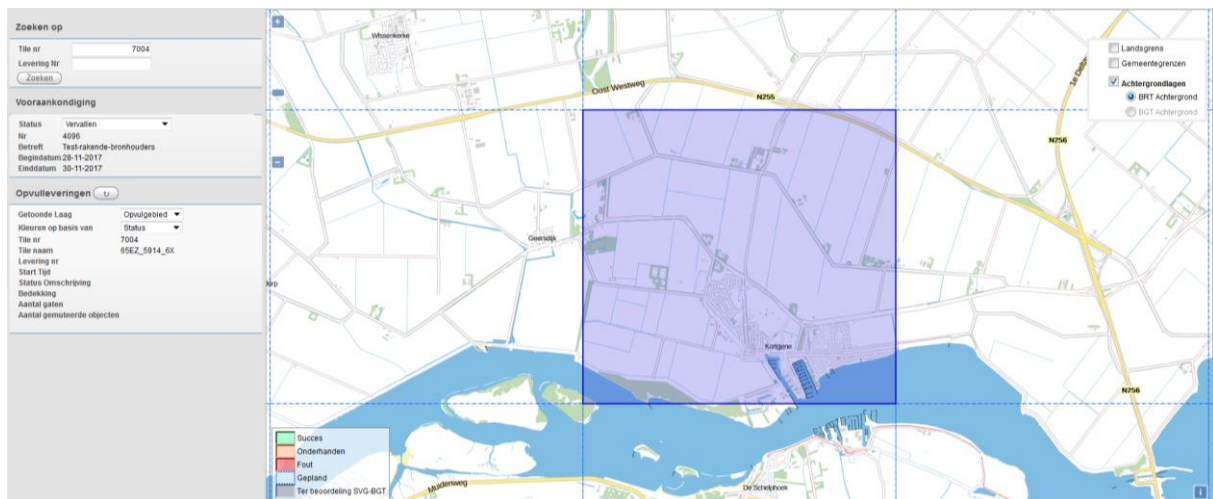 Zoeken op
Tile nr 7004
Levering Nr
Zoeken
Vooraankondiging
Status Vervallen
Nr 4096
Betreft Test-rakende-bronhouders
Begindatum 28-11-2017
Einddatum 30-11-2017
Opvulleveringen
Getoonde Laag Opvulgebied
Kleuren op basis van Status
Tile nr 7004
Tile naam 65EZ_5914_6X
Levering nr
Start Tijd
Status Omschrijving
Bedekking
Aantal gaten
Aantal gemuteerde objecten
Wissenkerke
Oost Westweg
N255
N256
Geersdijk
Kortgene
N256
Muidenweg
De Schelphoek
Landsgrens
Gemeentegrenzen
Achtergrondlagen
BRT Achtergrond
BGT Achtergrond
Succes
Onderhanden
Fout
Gepland
Ter beoordeling SVG-BGT